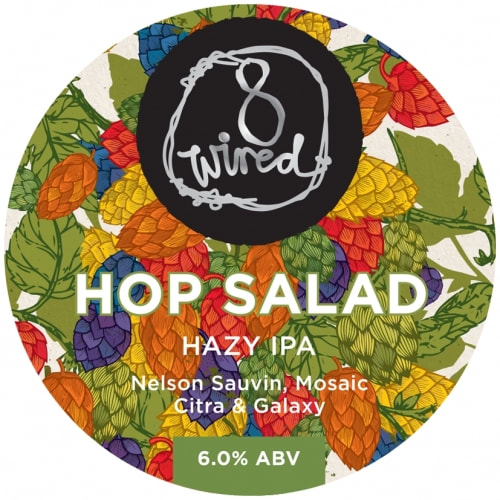 8
wired
HOP SALAD
HAZY IPA
Nelson Sauvin, Mosaic
Citra & Galaxy
6.0% ABV